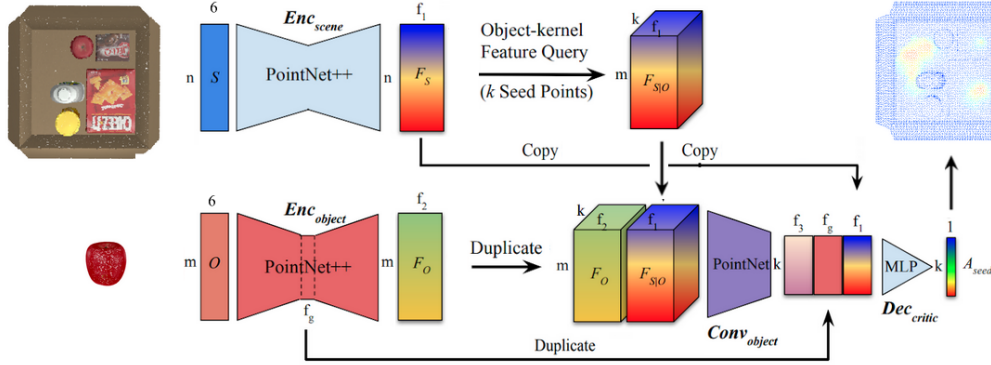 6
Enc_scene
f_1
n
S
PointNet++
n
F_S
Object-kernel
Feature Query
(k Seed Points)
k
f_1
m
F_S|O
Copy
Copy
6
Enc_object
f_2
m
O
PointNet++
m
F_O
f_g
Duplicate
k
f_2
f_1
m
F_O
F_S|O
PointNet
Conv_object
f_3
f_g
f_1
k
MLP
Dec_critic
1
k
A_seed
Duplicate